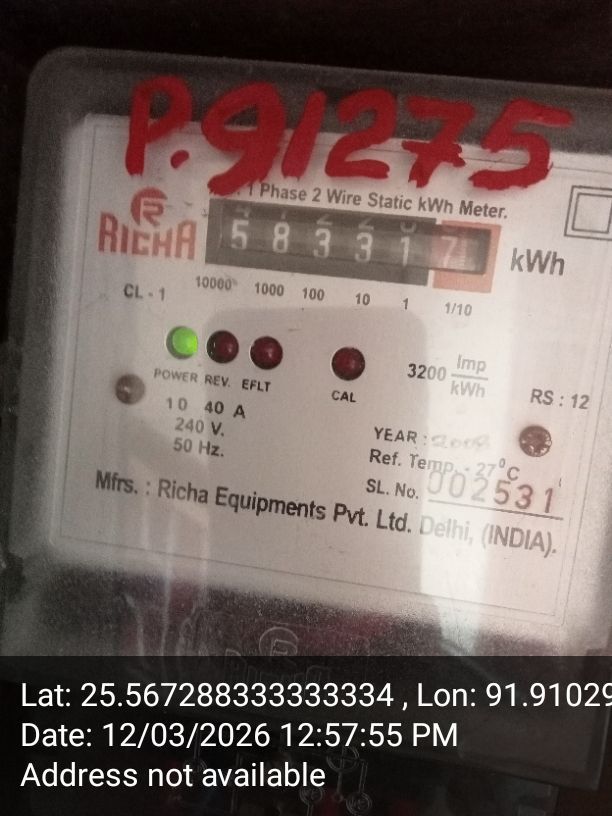 P.91275
1 Phase 2 Wire Static kWh Meter.
R
RICHA
5 8 3 3 1 7
kWh
CL - 1
10000 1000 100 10 1 1/10
3200 Imp/kWh
POWER REV. EFLT
CAL
RS : 12
10 40 A
240 V.
50 Hz.
YEAR :
Ref. Temp. - 27°C
SL. No. 002531
Mfrs. : Richa Equipments Pvt. Ltd. Delhi, (INDIA).
Lat: 25.567288333333334 , Lon: 91.91029
Date: 12/03/2026 12:57:55 PM
Address not available